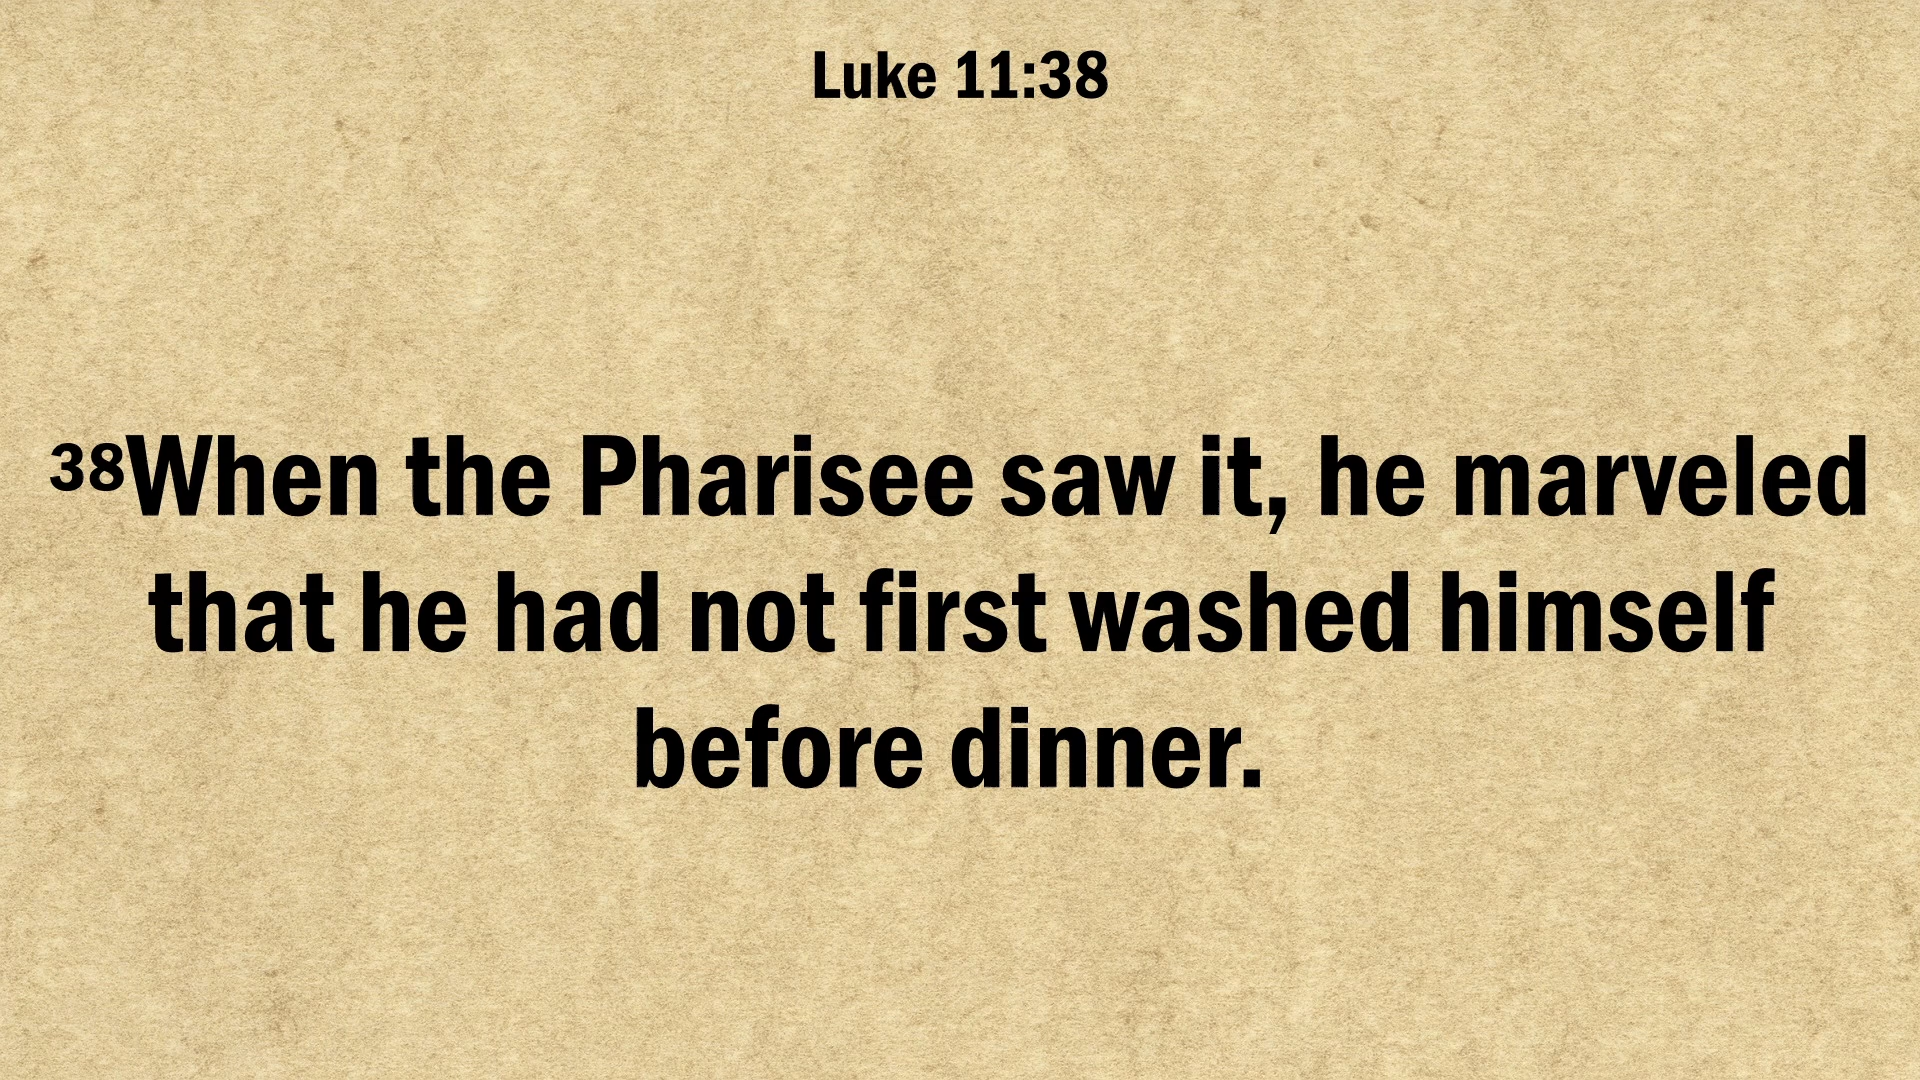 Luke 11:38
³⁸When the Pharisee saw it, he marveled
that he had not first washed himself
before dinner.